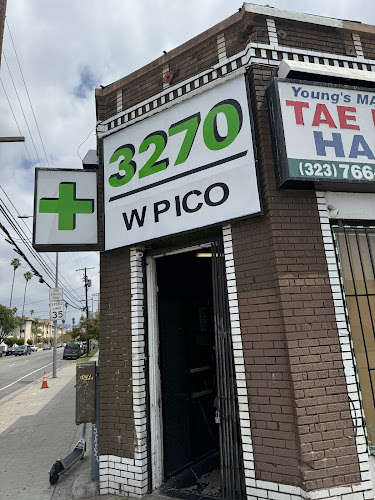 3270
W PICO
Young's MA
TAE
HA
(323)766
35